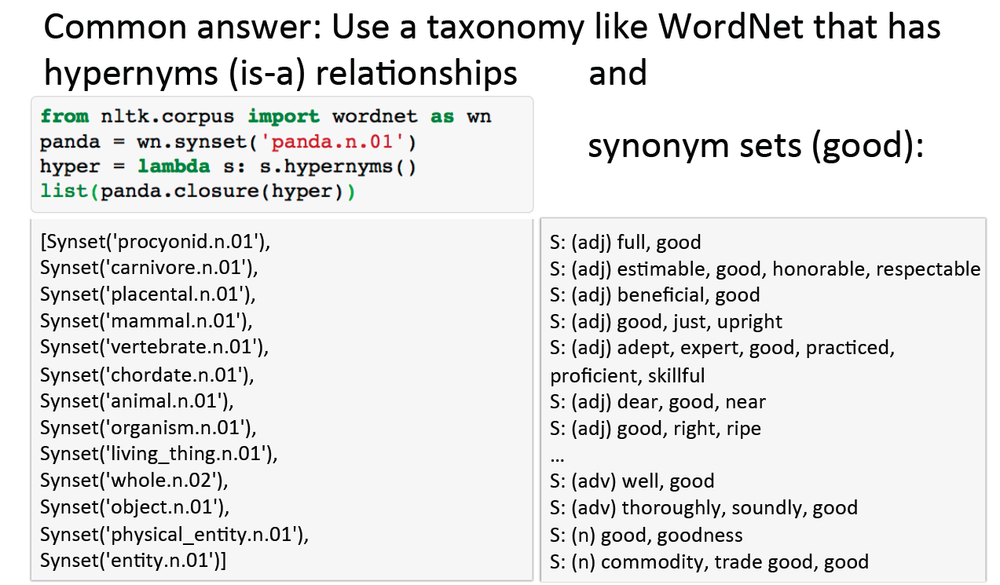 Common answer: Use a taxonomy like WordNet that has
hypernyms (is-a) relationships and
synonym sets (good):
from nltk.corpus import wordnet as wn
panda = wn.synset('panda.n.01')
hyper = lambda s: s.hypernyms()
list(panda.closure(hyper))
[Synset('procyonid.n.01'),
Synset('carnivore.n.01'),
Synset('placental.n.01'),
Synset('mammal.n.01'),
Synset('vertebrate.n.01'),
Synset('chordate.n.01'),
Synset('animal.n.01'),
Synset('organism.n.01'),
Synset('living_thing.n.01'),
Synset('whole.n.02'),
Synset('object.n.01'),
Synset('physical_entity.n.01'),
Synset('entity.n.01')]
S: (adj) full, good
S: (adj) estimable, good, honorable, respectable
S: (adj) beneficial, good
S: (adj) good, just, upright
S: (adj) adept, expert, good, practiced,
proficient, skillful
S: (adj) dear, good, near
S: (adj) good, right, ripe
…
S: (adv) well, good
S: (adv) thoroughly, soundly, good
S: (n) good, goodness
S: (n) commodity, trade good, good